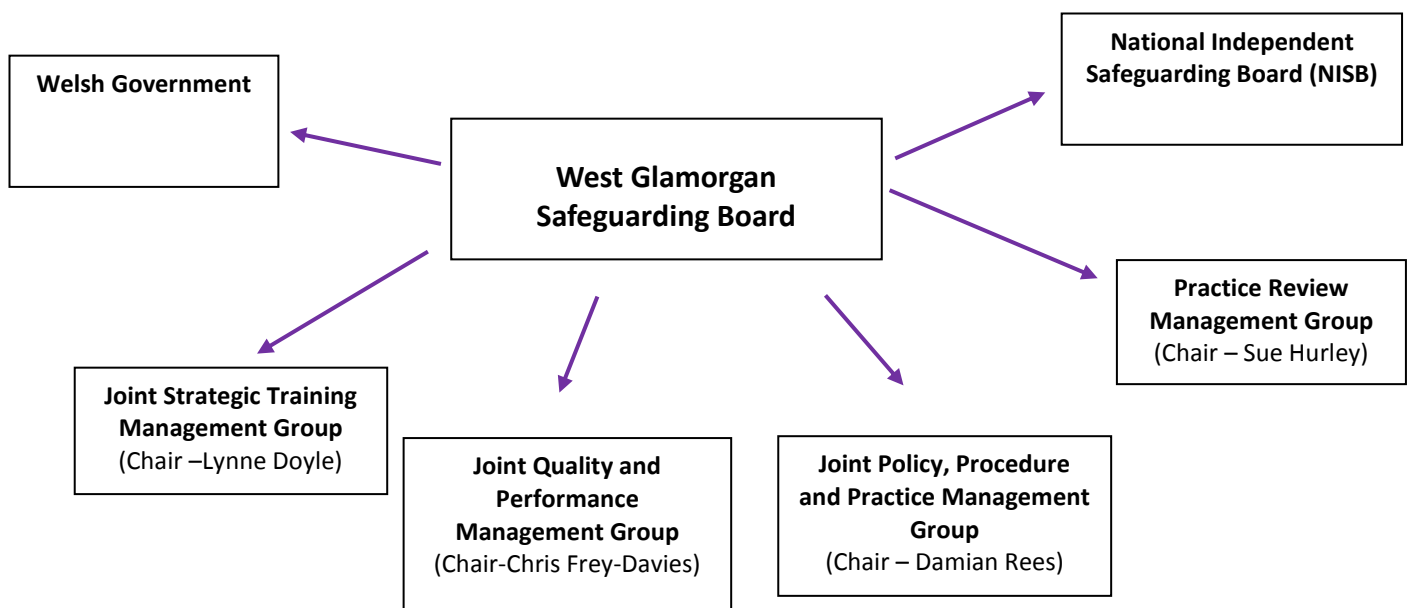 Welsh Government
National Independent
Safeguarding Board (NISB)
West Glamorgan
Safeguarding Board
Practice Review
Management Group
(Chair – Sue Hurley)
Joint Strategic Training
Management Group
(Chair –Lynne Doyle)
Joint Quality and
Performance
Management Group
(Chair-Chris Frey-Davies)
Joint Policy, Procedure
and Practice Management
Group
(Chair – Damian Rees)